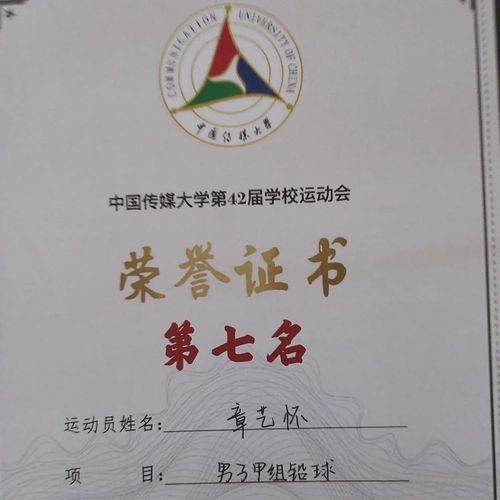 COMMUNICATION UNIVERSITY OF CHINA
中国传媒大学
中国传媒大学第42届学校运动会
荣誉证书
第七名
运动员姓名: 章艺怀
项 目: 男子甲组铅球